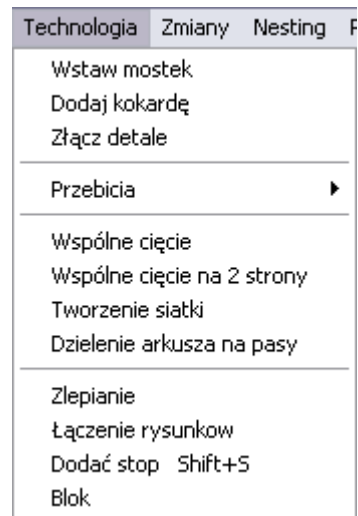 Technologia Zmiany Nesting
Wstaw mostek
Dodaj kokardę
Złącz detale
Przebicia
Wspólne cięcie
Wspólne cięcie na 2 strony
Tworzenie siatki
Dzielenie arkusza na pasy
Zlepianie
Łączenie rysunkow
Dodać stop Shift+S
Blok